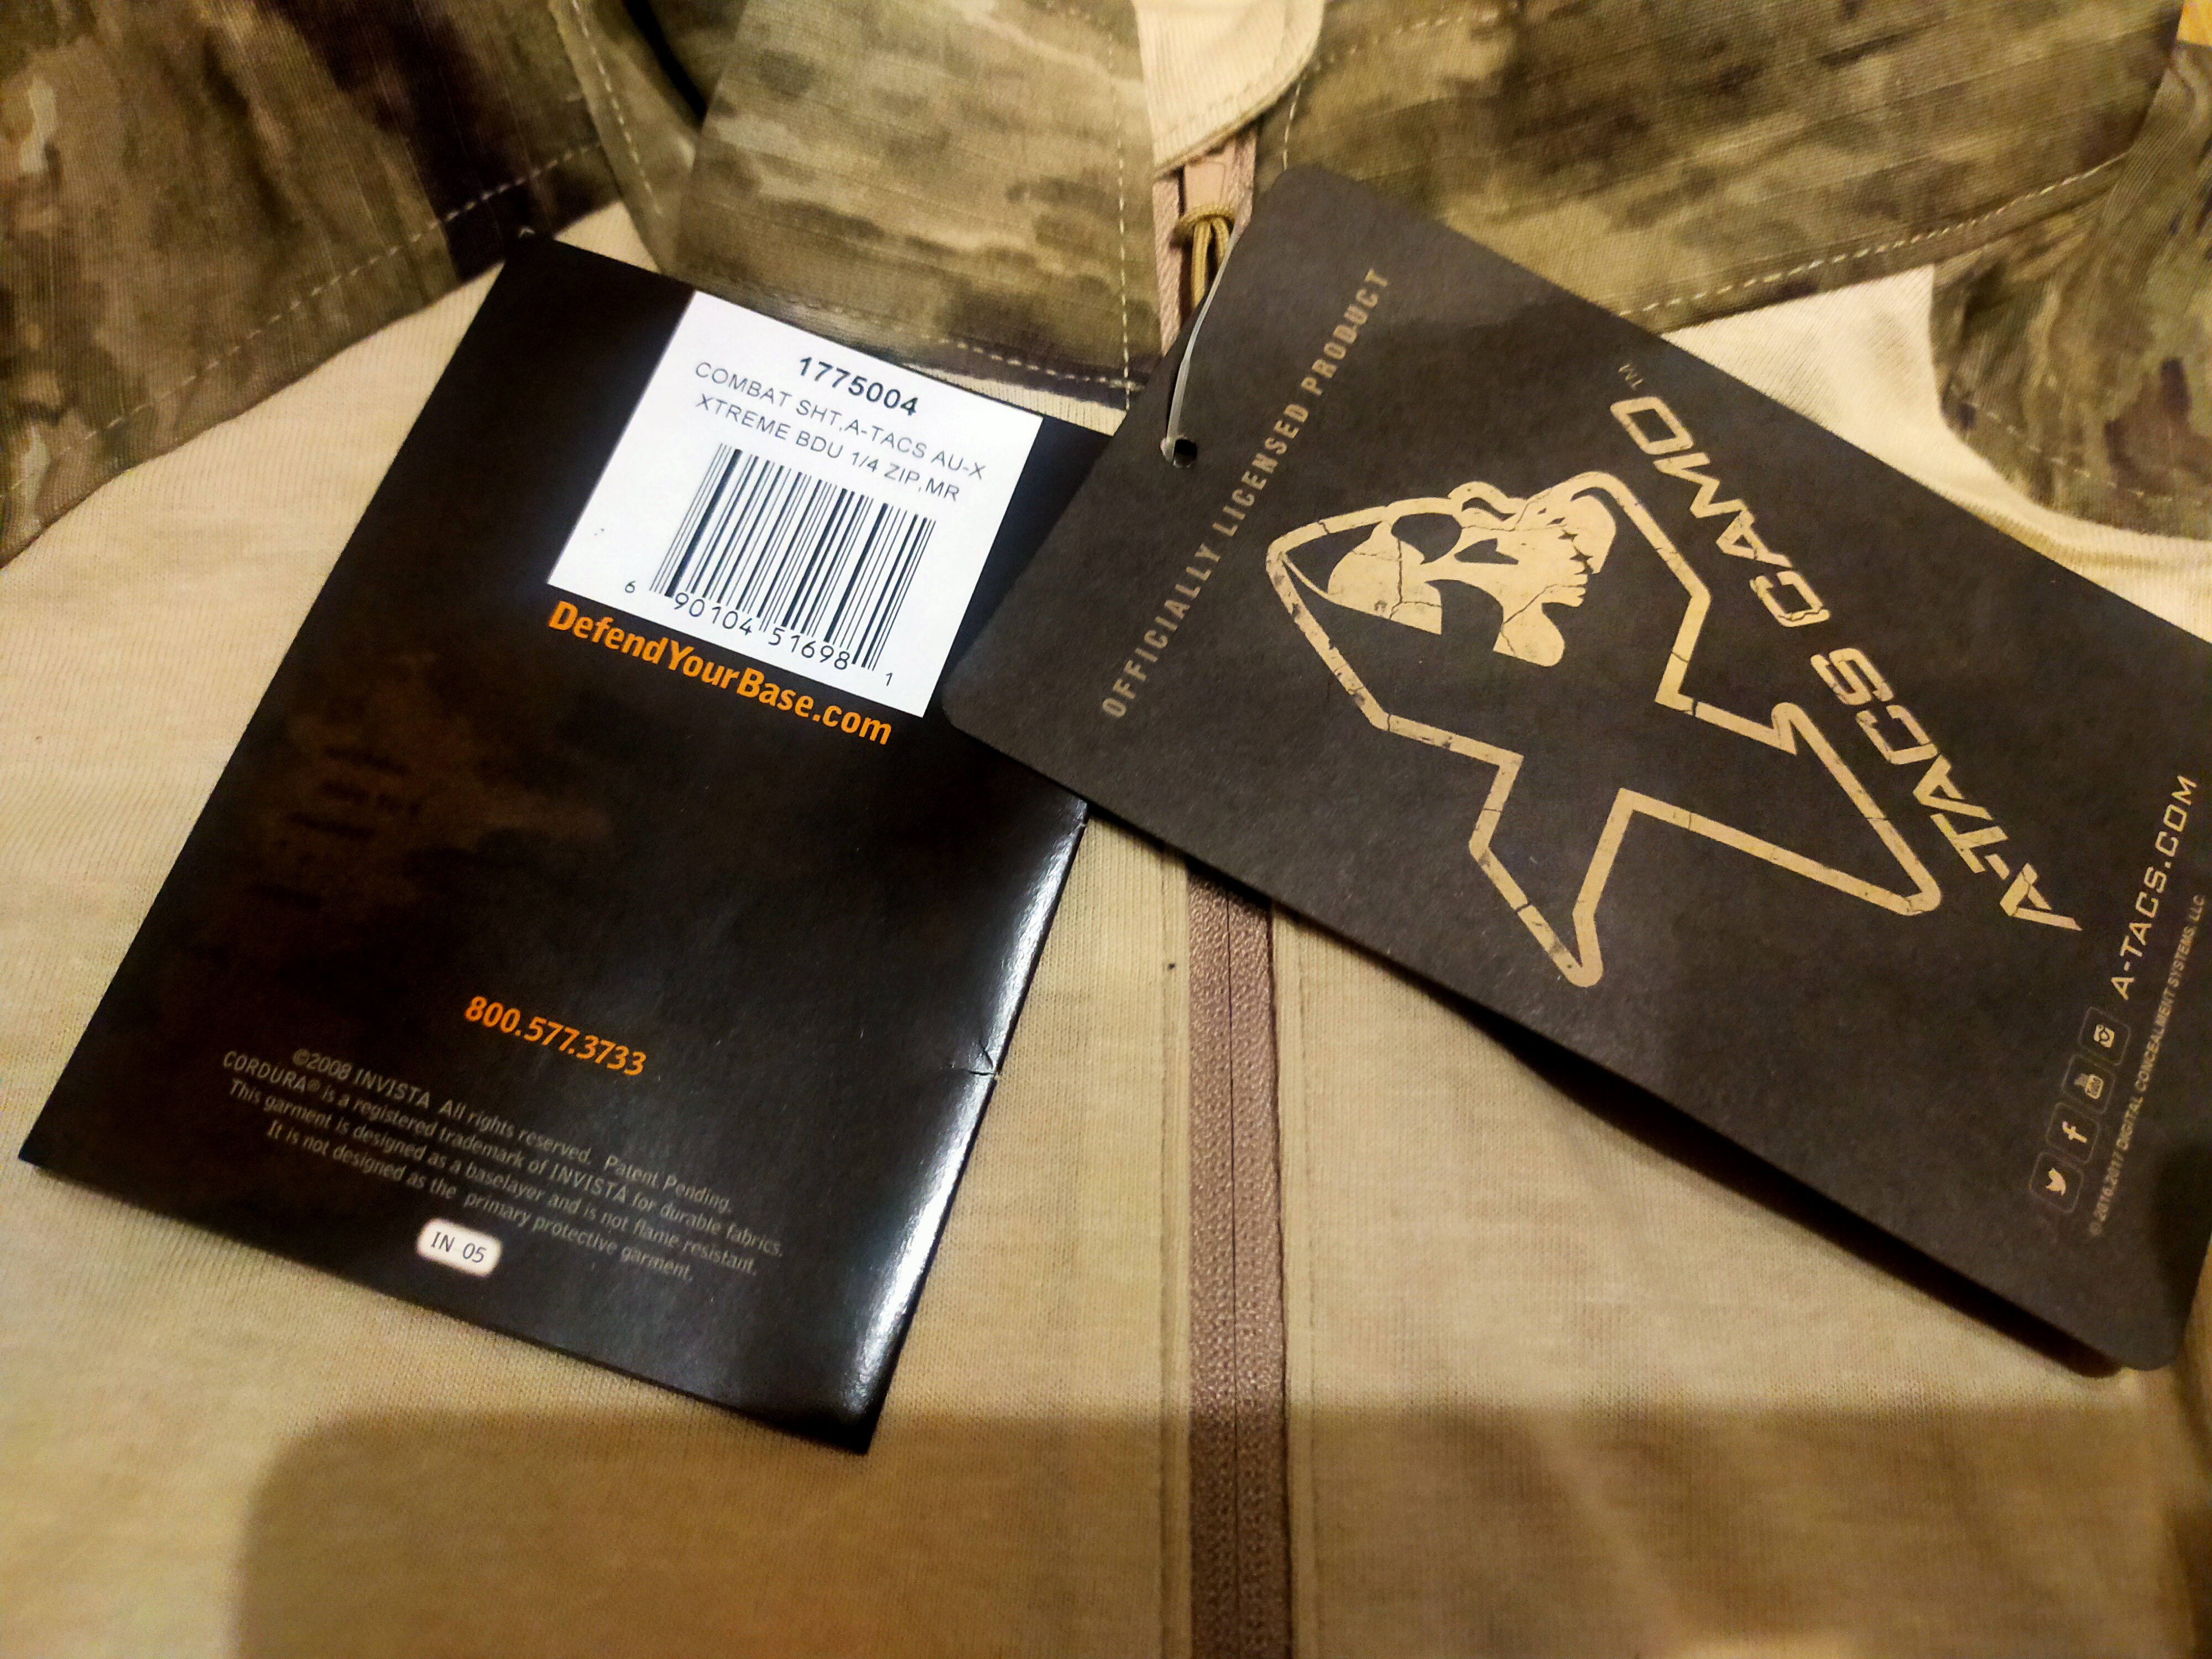 1775004
COMBAT SHT,A-TACS AU-X
XTREME BDU 1/4 ZIP,MR
6 90104 51698 1
DefendYourBase.com
800.577.3733
©2008 INVISTA All rights reserved. Patent Pending.
CORDURA® is a registered trademark of INVISTA for durable fabrics.
This garment is designed as a baselayer and is not flame resistant.
It is not designed as the primary protective garment.
IN 05
OFFICIALLY LICENSED PRODUCT
A-TACS CAMO™
A-TACS.COM
© 2016,2017 DIGITAL CONCEALMENT SYSTEMS, LLC